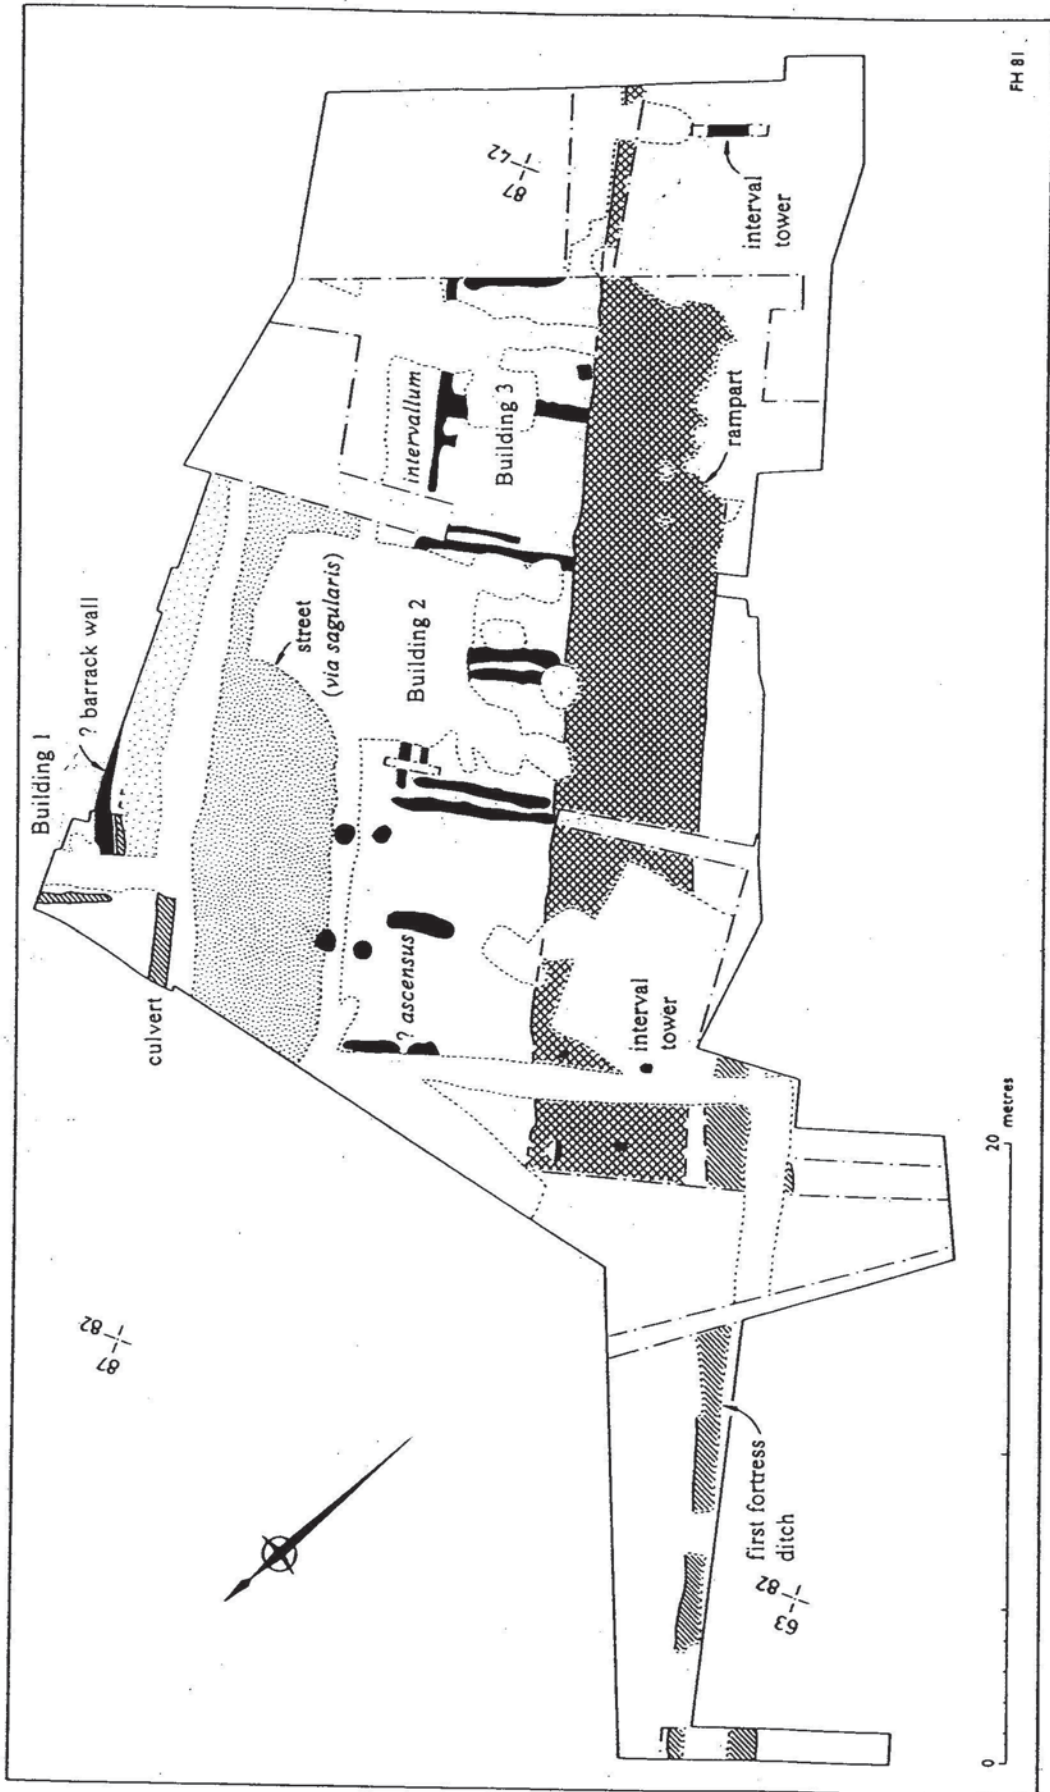 Building 1
? barrack wall
culvert
street
(via sagularis)
intervallum
Building 2
Building 3
? ascensus
interval
tower
rampart
interval
tower
first fortress
ditch
87
82
87
42
63
82
0
20
metres
FH 81